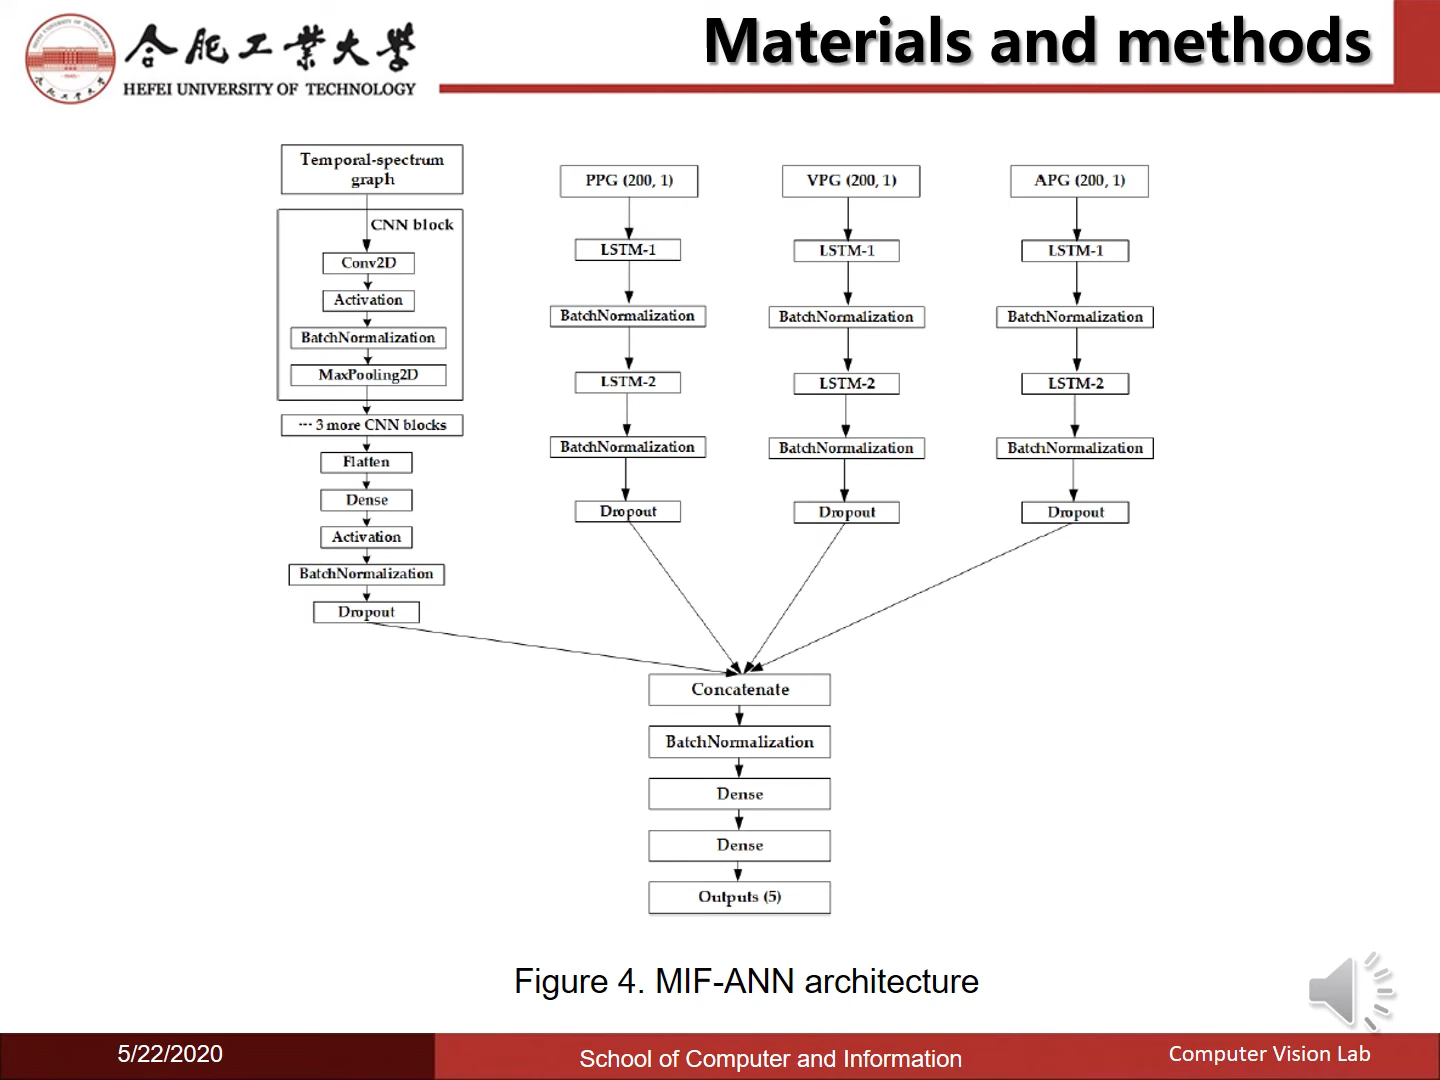 合肥工業大學
HEFEI UNIVERSITY OF TECHNOLOGY
Materials and methods
Temporal-spectrum
graph
CNN block
Conv2D
Activation
BatchNormalization
MaxPooling2D
··· 3 more CNN blocks
Flatten
Dense
Activation
BatchNormalization
Dropout
PPG (200, 1)
LSTM-1
BatchNormalization
LSTM-2
BatchNormalization
Dropout
VPG (200, 1)
LSTM-1
BatchNormalization
LSTM-2
BatchNormalization
Dropout
APG (200, 1)
LSTM-1
BatchNormalization
LSTM-2
BatchNormalization
Dropout
Concatenate
BatchNormalization
Dense
Dense
Outputs (5)
Figure 4. MIF-ANN architecture
5/22/2020
School of Computer and Information
Computer Vision Lab